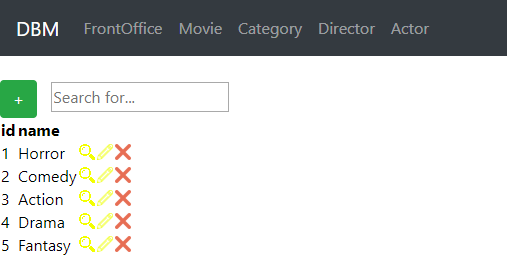 DBM FrontOffice Movie Category Director Actor
+ Search for...
id name
1 Horror
2 Comedy
3 Action
4 Drama
5 Fantasy